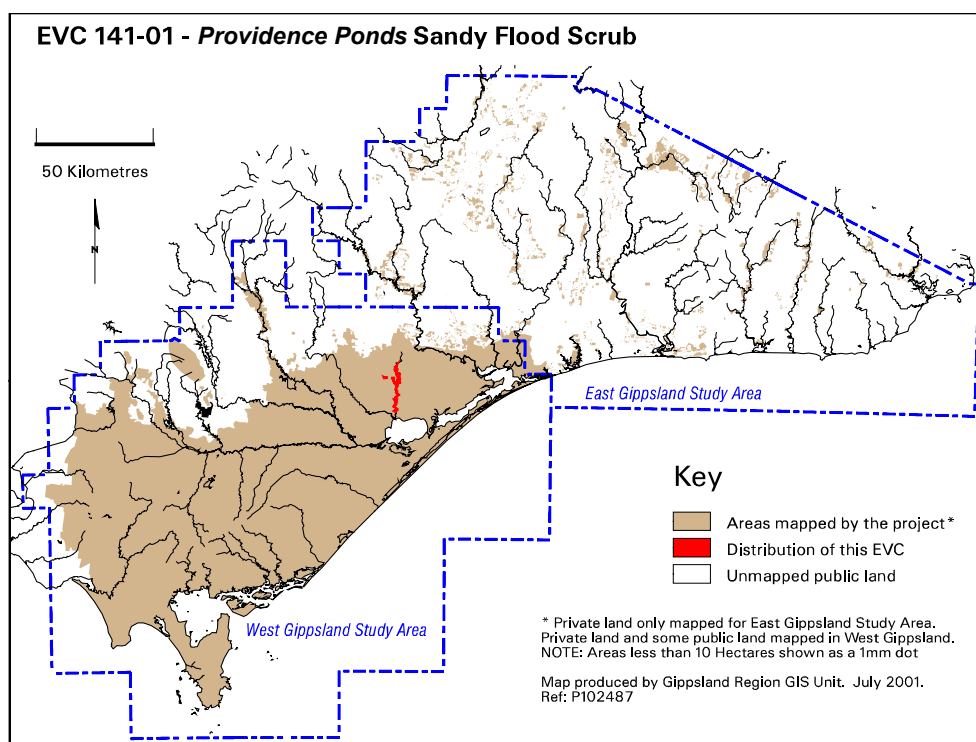 EVC 141-01 - Providence Ponds Sandy Flood Scrub
50 Kilometres
N
East Gippsland Study Area
West Gippsland Study Area
Key
Areas mapped by the project*
Distribution of this EVC
Unmapped public land
* Private land only mapped for East Gippsland Study Area.
Private land and some public land mapped in West Gippsland.
NOTE: Areas less than 10 Hectares shown as a 1mm dot
Map produced by Gippsland Region GIS Unit. July 2001.
Ref: P102487